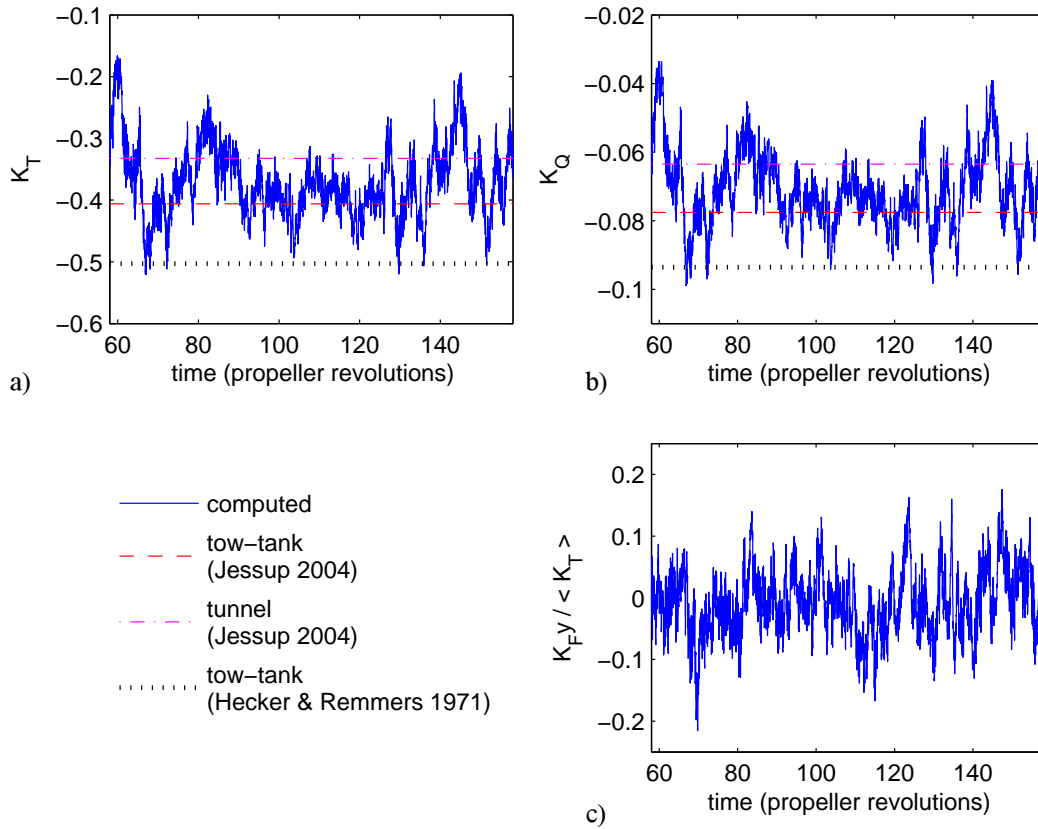 −0.1
−0.2
−0.3
−0.4
−0.5
−0.6
K_T
60 80 100 120 140
time (propeller revolutions)
a)
−0.02
−0.04
−0.06
−0.08
−0.1
K_Q
60 80 100 120 140
time (propeller revolutions)
b)
computed
tow−tank
(Jessup 2004)
tunnel
(Jessup 2004)
tow−tank
(Hecker & Remmers 1971)
0.2
0.1
0
−0.1
−0.2
K_F y / < K_T >
60 80 100 120 140
time (propeller revolutions)
c)